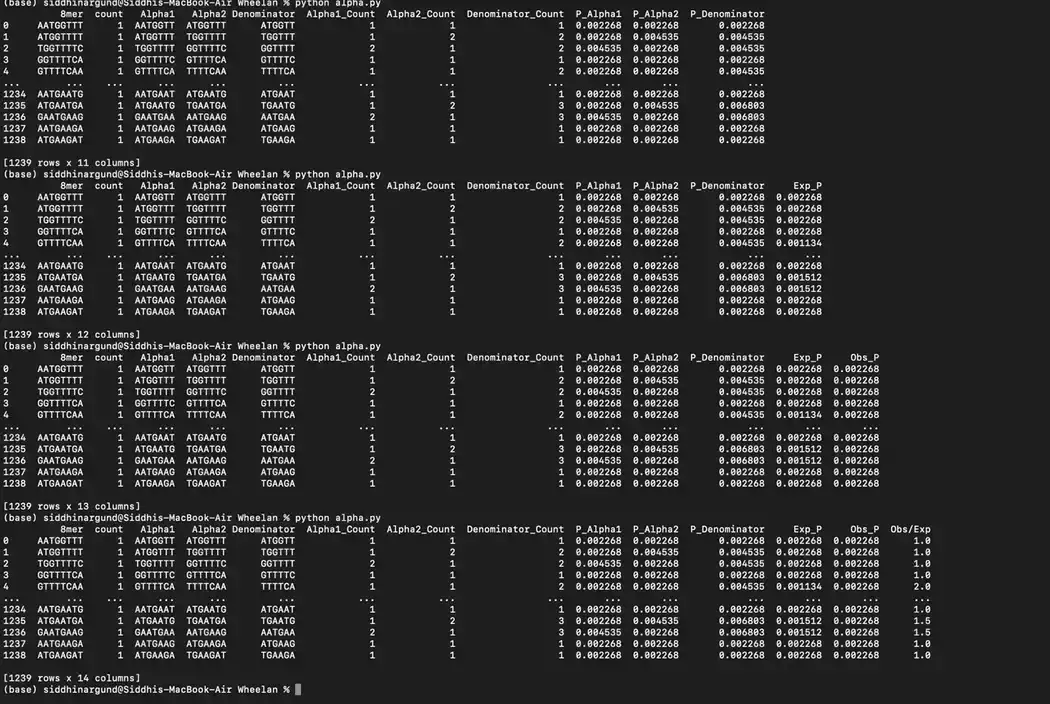 (base) siddhinargund@Siddhis-MacBook-Air Wheelan % python alpha.py
8mer count Alpha1 Alpha2 Denominator Alpha1_Count Alpha2_Count Denominator_Count P_Alpha1 P_Alpha2 P_Denominator
0 AATGGTTT 1 AATGGTT ATGGTTT ATGGTT 1 1 1 0.002268 0.002268 0.002268
1 ATGGTTTT 1 ATGGTTT TGGTTTT TGGTTT 1 2 2 0.002268 0.004535 0.004535
2 TGGTTTTC 1 TGGTTTT GGTTTTC GGTTTT 2 1 2 0.004535 0.002268 0.004535
3 GGTTTTCA 1 GGTTTTC GTTTTCA GTTTTC 1 1 1 0.002268 0.002268 0.002268
4 GTTTTCAA 1 GTTTTCA TTTTCAA TTTTCA 1 1 2 0.002268 0.002268 0.004535
... ... ... ... ... ... ... ... ... ... ... ...
1234 AATGAATG 1 AATGAAT ATGAATG ATGAAT 1 1 1 0.002268 0.002268 0.002268
1235 ATGAATGA 1 ATGAATG TGAATGA TGAATG 1 2 3 0.002268 0.004535 0.006803
1236 GAATGAAG 1 GAATGAA AATGAAG AATGAA 2 1 3 0.004535 0.002268 0.006803
1237 AATGAAGA 1 AATGAAG ATGAAGA ATGAAG 1 1 1 0.002268 0.002268 0.002268
1238 ATGAAGAT 1 ATGAAGA TGAAGAT TGAAGA 1 1 1 0.002268 0.002268 0.002268
[1239 rows x 11 columns]
(base) siddhinargund@Siddhis-MacBook-Air Wheelan % python alpha.py
8mer count Alpha1 Alpha2 Denominator Alpha1_Count Alpha2_Count Denominator_Count P_Alpha1 P_Alpha2 P_Denominator Exp_P
0 AATGGTTT 1 AATGGTT ATGGTTT ATGGTT 1 1 1 0.002268 0.002268 0.002268 0.002268
1 ATGGTTTT 1 ATGGTTT TGGTTTT TGGTTT 1 2 2 0.002268 0.004535 0.004535 0.002268
2 TGGTTTTC 1 TGGTTTT GGTTTTC GGTTTT 2 1 2 0.004535 0.002268 0.004535 0.002268
3 GGTTTTCA 1 GGTTTTC GTTTTCA GTTTTC 1 1 1 0.002268 0.002268 0.002268 0.002268
4 GTTTTCAA 1 GTTTTCA TTTTCAA TTTTCA 1 1 2 0.002268 0.002268 0.004535 0.001134
... ... ... ... ... ... ... ... ... ... ... ... ...
1234 AATGAATG 1 AATGAAT ATGAATG ATGAAT 1 1 1 0.002268 0.002268 0.002268 0.002268
1235 ATGAATGA 1 ATGAATG TGAATGA TGAATG 1 2 3 0.002268 0.004535 0.006803 0.001512
1236 GAATGAAG 1 GAATGAA AATGAAG AATGAA 2 1 3 0.004535 0.002268 0.006803 0.001512
1237 AATGAAGA 1 AATGAAG ATGAAGA ATGAAG 1 1 1 0.002268 0.002268 0.002268 0.002268
1238 ATGAAGAT 1 ATGAAGA TGAAGAT TGAAGA 1 1 1 0.002268 0.002268 0.002268 0.002268
[1239 rows x 12 columns]
(base) siddhinargund@Siddhis-MacBook-Air Wheelan % python alpha.py
8mer count Alpha1 Alpha2 Denominator Alpha1_Count Alpha2_Count Denominator_Count P_Alpha1 P_Alpha2 P_Denominator Exp_P Obs_P
0 AATGGTTT 1 AATGGTT ATGGTTT ATGGTT 1 1 1 0.002268 0.002268 0.002268 0.002268 0.002268
1 ATGGTTTT 1 ATGGTTT TGGTTTT TGGTTT 1 2 2 0.002268 0.004535 0.004535 0.002268 0.002268
2 TGGTTTTC 1 TGGTTTT GGTTTTC GGTTTT 2 1 2 0.004535 0.002268 0.004535 0.002268 0.002268
3 GGTTTTCA 1 GGTTTTC GTTTTCA GTTTTC 1 1 1 0.002268 0.002268 0.002268 0.002268 0.002268
4 GTTTTCAA 1 GTTTTCA TTTTCAA TTTTCA 1 1 2 0.002268 0.002268 0.004535 0.001134 0.002268
... ... ... ... ... ... ... ... ... ... ... ... ... ...
1234 AATGAATG 1 AATGAAT ATGAATG ATGAAT 1 1 1 0.002268 0.002268 0.002268 0.002268 0.002268
1235 ATGAATGA 1 ATGAATG TGAATGA TGAATG 1 2 3 0.002268 0.004535 0.006803 0.001512 0.002268
1236 GAATGAAG 1 GAATGAA AATGAAG AATGAA 2 1 3 0.004535 0.002268 0.006803 0.001512 0.002268
1237 AATGAAGA 1 AATGAAG ATGAAGA ATGAAG 1 1 1 0.002268 0.002268 0.002268 0.002268 0.002268
1238 ATGAAGAT 1 ATGAAGA TGAAGAT TGAAGA 1 1 1 0.002268 0.002268 0.002268 0.002268 0.002268
[1239 rows x 13 columns]
(base) siddhinargund@Siddhis-MacBook-Air Wheelan % python alpha.py
8mer count Alpha1 Alpha2 Denominator Alpha1_Count Alpha2_Count Denominator_Count P_Alpha1 P_Alpha2 P_Denominator Exp_P Obs_P Obs/Exp
0 AATGGTTT 1 AATGGTT ATGGTTT ATGGTT 1 1 1 0.002268 0.002268 0.002268 0.002268 0.002268 1.0
1 ATGGTTTT 1 ATGGTTT TGGTTTT TGGTTT 1 2 2 0.002268 0.004535 0.004535 0.002268 0.002268 1.0
2 TGGTTTTC 1 TGGTTTT GGTTTTC GGTTTT 2 1 2 0.004535 0.002268 0.004535 0.002268 0.002268 1.0
3 GGTTTTCA 1 GGTTTTC GTTTTCA GTTTTC 1 1 1 0.002268 0.002268 0.002268 0.002268 0.002268 1.0
4 GTTTTCAA 1 GTTTTCA TTTTCAA TTTTCA 1 1 2 0.002268 0.002268 0.004535 0.001134 0.002268 2.0
... ... ... ... ... ... ... ... ... ... ... ... ... ... ...
1234 AATGAATG 1 AATGAAT ATGAATG ATGAAT 1 1 1 0.002268 0.002268 0.002268 0.002268 0.002268 1.0
1235 ATGAATGA 1 ATGAATG TGAATGA TGAATG 1 2 3 0.002268 0.004535 0.006803 0.001512 0.002268 1.5
1236 GAATGAAG 1 GAATGAA AATGAAG AATGAA 2 1 3 0.004535 0.002268 0.006803 0.001512 0.002268 1.5
1237 AATGAAGA 1 AATGAAG ATGAAGA ATGAAG 1 1 1 0.002268 0.002268 0.002268 0.002268 0.002268 1.0
1238 ATGAAGAT 1 ATGAAGA TGAAGAT TGAAGA 1 1 1 0.002268 0.002268 0.002268 0.002268 0.002268 1.0
[1239 rows x 14 columns]
(base) siddhinargund@Siddhis-MacBook-Air Wheelan %